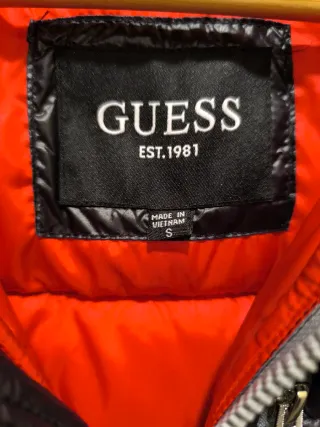 GUESS
EST.1981
MADE IN
VIETNAM
S